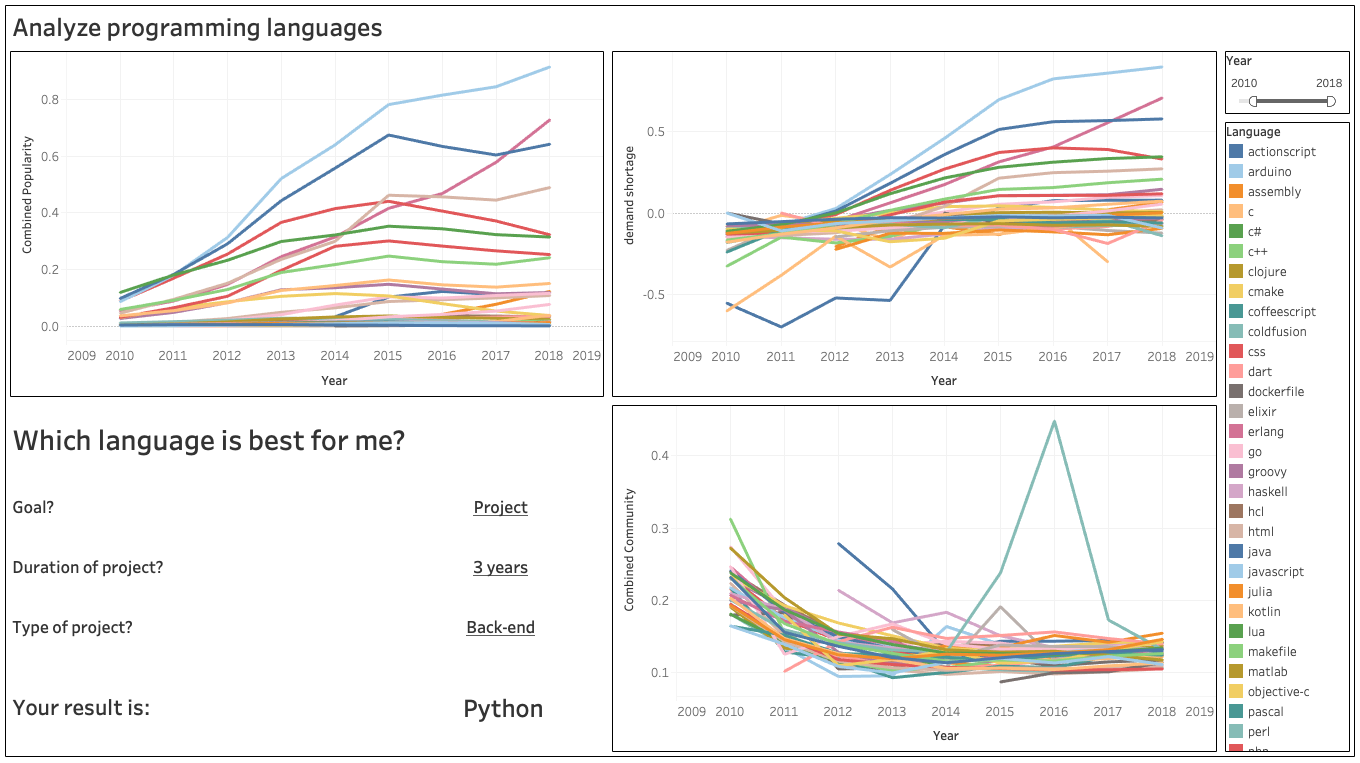 Analyze programming languages
Combined Popularity
0.8
0.6
0.4
0.2
0.0
2009 2010 2011 2012 2013 2014 2015 2016 2017 2018 2019
Year
demand shortage
0.5
0.0
-0.5
2009 2010 2011 2012 2013 2014 2015 2016 2017 2018 2019
Year
Year
2010 2018
Language
actionscript
arduino
assembly
c
c#
c++
clojure
cmake
coffeescript
coldfusion
css
dart
dockerfile
elixir
erlang
go
groovy
haskell
hcl
html
java
javascript
julia
kotlin
lua
makefile
matlab
objective-c
pascal
perl
Which language is best for me?
Goal? Project
Duration of project? 3 years
Type of project? Back-end
Your result is: Python
Combined Community
0.4
0.3
0.2
0.1
2009 2010 2011 2012 2013 2014 2015 2016 2017 2018 2019
Year